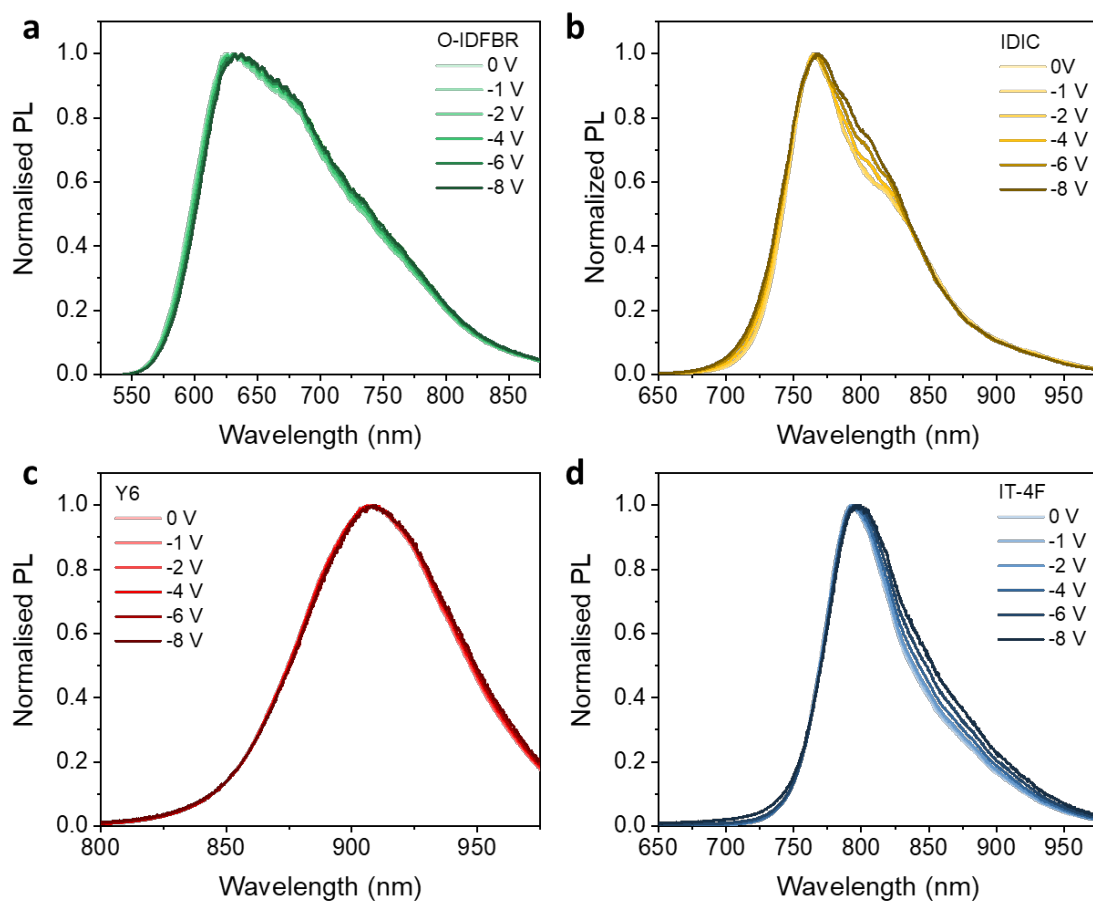 a
O-IDFBR
0 V
-1 V
-2 V
-4 V
-6 V
-8 V
Normalised PL
1.0
0.8
0.6
0.4
0.2
0.0
550 600 650 700 750 800 850
Wavelength (nm)
b
IDIC
0V
-1 V
-2 V
-4 V
-6 V
-8 V
Normalized PL
1.0
0.8
0.6
0.4
0.2
0.0
650 700 750 800 850 900 950
Wavelength (nm)
c
Y6
0 V
-1 V
-2 V
-4 V
-6 V
-8 V
Normalised PL
1.0
0.8
0.6
0.4
0.2
0.0
800 850 900 950
Wavelength (nm)
d
IT-4F
0 V
-1 V
-2 V
-4 V
-6 V
-8 V
Normalised PL
1.0
0.8
0.6
0.4
0.2
0.0
650 700 750 800 850 900 950
Wavelength (nm)